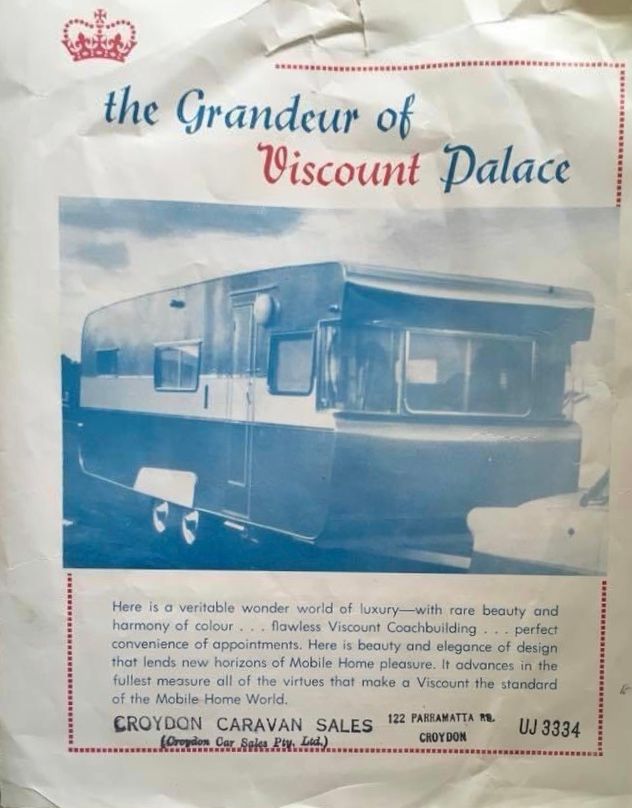 the Grandeur of
Viscount Palace
Here is a veritable wonder world of luxury—with rare beauty and
harmony of colour . . . flawless Viscount Coachbuilding . . . perfect
convenience of appointments. Here is beauty and elegance of design
that lends new horizons of Mobile Home pleasure. It advances in the
fullest measure all of the virtues that make a Viscount the standard
of the Mobile Home World.
CROYDON CARAVAN SALES 122 PARRAMATTA RD. UJ 3334
(Croydon Car Sales Pty. Ltd.) CROYDON